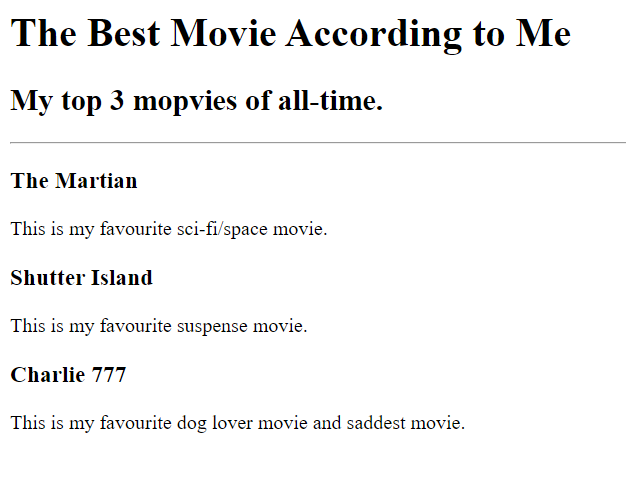 The Best Movie According to Me
My top 3 mopvies of all-time.
The Martian
This is my favourite sci-fi/space movie.
Shutter Island
This is my favourite suspense movie.
Charlie 777
This is my favourite dog lover movie and saddest movie.